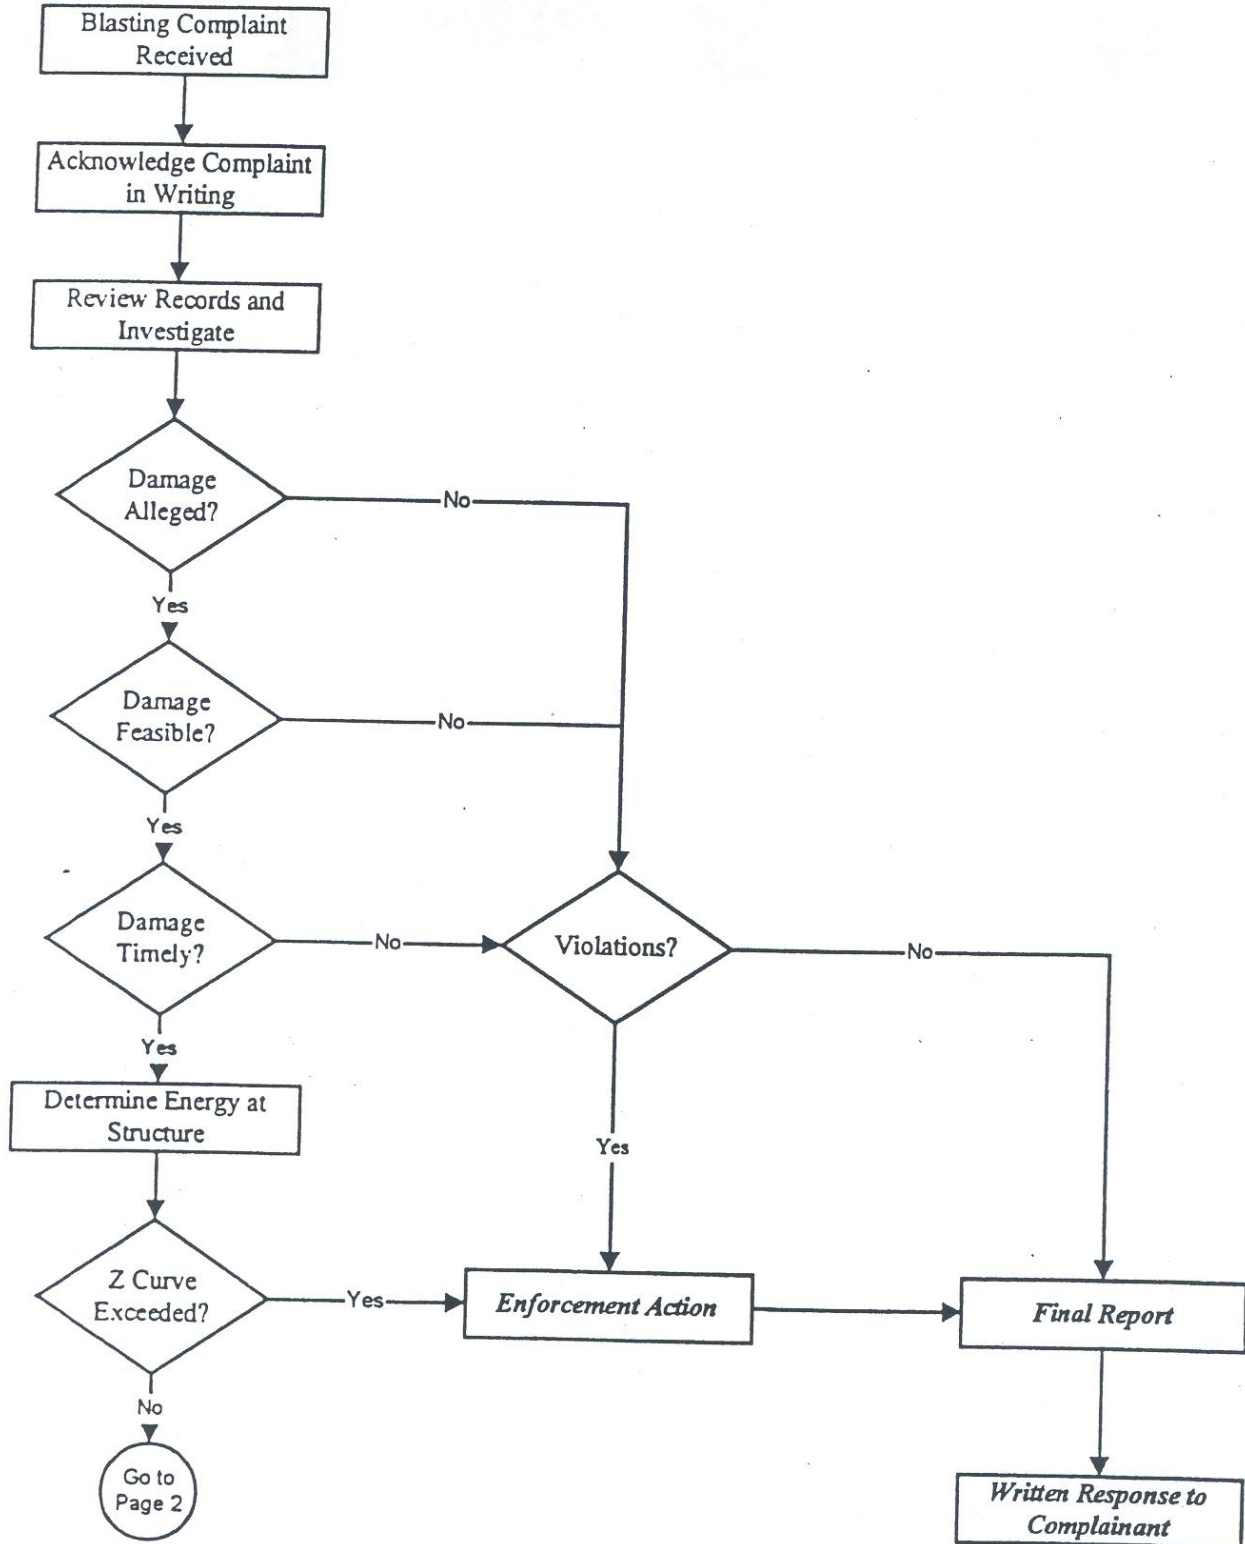 Blasting Complaint
Received
Acknowledge Complaint
in Writing
Review Records and
Investigate
Damage
Alleged?
No
Yes
Damage
Feasible?
No
Yes
Damage
Timely?
No
Violations?
No
Yes
Determine Energy at
Structure
Yes
Z Curve
Exceeded?
Yes
Enforcement Action
Final Report
No
Go to
Page 2
Written Response to
Complainant